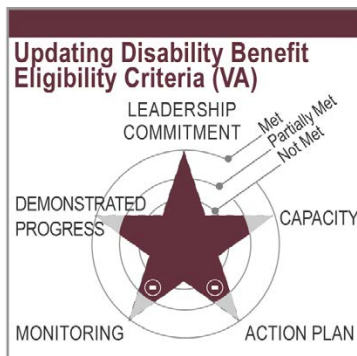 Updating Disability Benefit
Eligibility Criteria (VA)
LEADERSHIP
COMMITMENT
Met
Partially Met
Not Met
DEMONSTRATED
PROGRESS
CAPACITY
MONITORING
ACTION PLAN